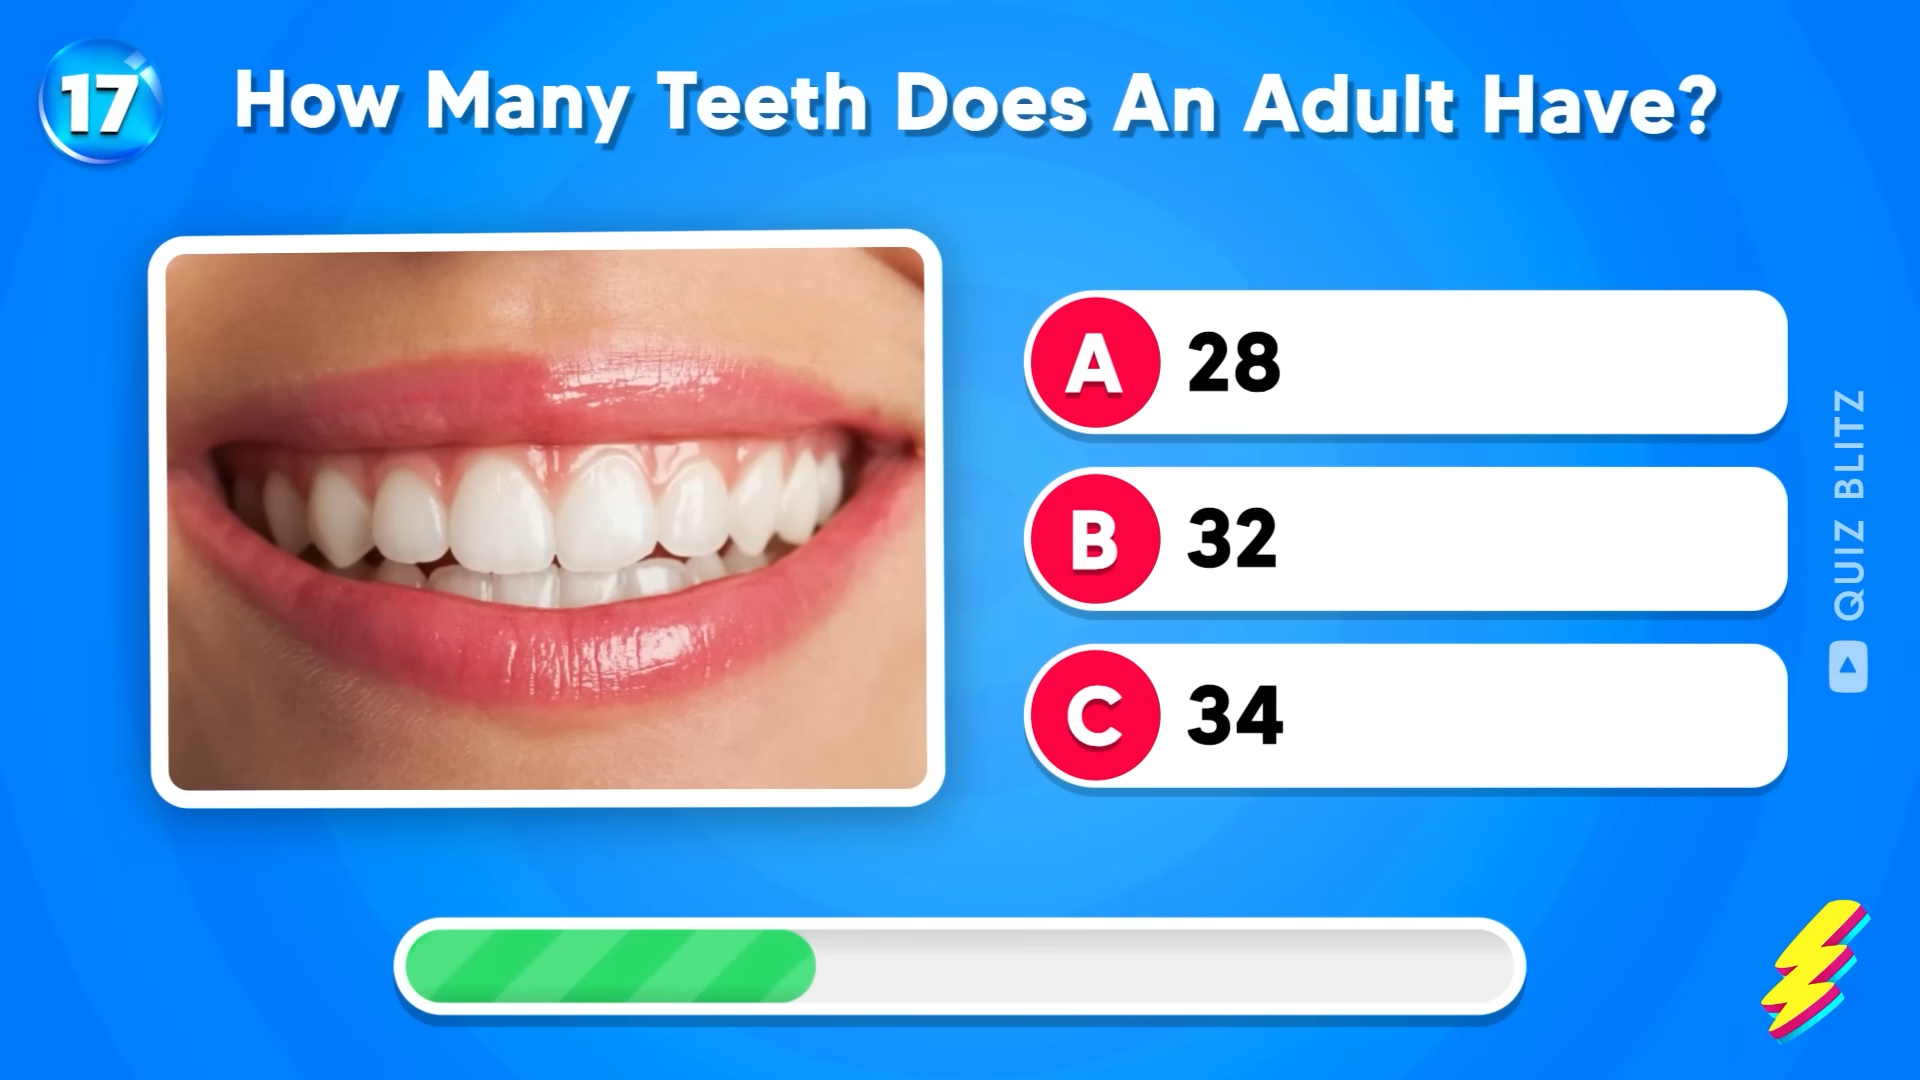 17
How Many Teeth Does An Adult Have?
A 28
B 32
C 34
QUIZ BLITZ